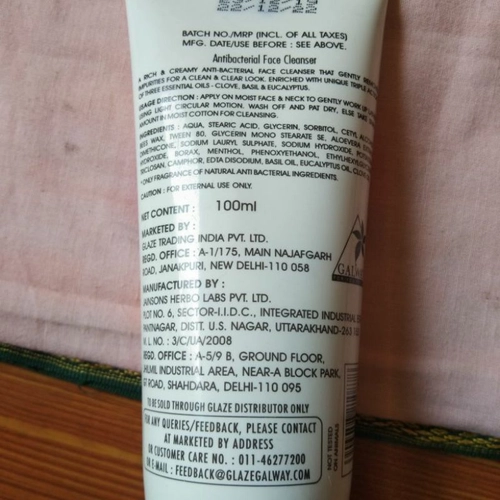 BATCH NO./MRP (INCL. OF ALL TAXES)
MFG. DATE/USE BEFORE : SEE ABOVE.
Antibacterial Face Cleanser
A RICH & CREAMY ANTI-BACTERIAL FACE CLEANSER THAT GENTLY
IMPURITIES FOR A CLEAN & CLEAR LOOK. ENRICHED WITH UNIQUE TRIPLE
OF THREE ESSENTIAL OILS - CLOVE, BASIL & EUCALYPTUS.
USAGE DIRECTION : APPLY ON MOIST FACE & NECK TO GENTLY WORK UP
USING LIGHT CIRCULAR MOTION. WASH OFF AND PAT DRY, ELSE TAKE
AMOUNT IN MOIST COTTON FOR CLEANSING.
INGREDIENTS : AQUA, STEARIC ACID, GLYCERIN, SORBITOL, CETYL
BEES WAX, TWEEN 80, GLYCERIN MONO STEARATE SE, ALOEVERA
DIMETHICONE, SODIUM LAURYL SULPHATE, SODIUM HYDROXIDE,
HYDROXIDE, BORAX, MENTHOL, PHENOXYETHANOL,
TRICLOSAN, CAMPHOR, EDTA DISODIUM, BASIL OIL, EUCALYPTUS OIL, CLOVE
*ONLY FRAGRANCE OF NATURAL ANTI BACTERIAL INGREDIENTS.
CAUTION : FOR EXTERNAL USE ONLY.
NET CONTENT : 100ml
MARKETED BY :
GLAZE TRADING INDIA PVT. LTD.
REGD. OFFICE : A-1/175, MAIN NAJAFGARH
ROAD, JANAKPURI, NEW DELHI-110 058
MANUFACTURED BY :
JANSONS HERBO LABS PVT. LTD.
PLOT NO. 6, SECTOR-I.I.D.C., INTEGRATED INDUSTRIAL
PANTNAGAR, DISTT. U.S. NAGAR, UTTARAKHAND-263
M. L. NO. : 3/C/UA/2008
REGD. OFFICE : A-5/9 B, GROUND FLOOR,
JHILMIL INDUSTRIAL AREA, NEAR-A BLOCK PARK,
GT ROAD, SHAHDARA, DELHI-110 095
TO BE SOLD THROUGH GLAZE DISTRIBUTOR ONLY
FOR ANY QUERIES/FEEDBACK, PLEASE CONTACT
AT MARKETED BY ADDRESS
OR CUSTOMER CARE NO. : 011-46277200
OR E-MAIL : FEEDBACK@GLAZEGALWAY.COM
NOT TESTED
ON ANIMALS